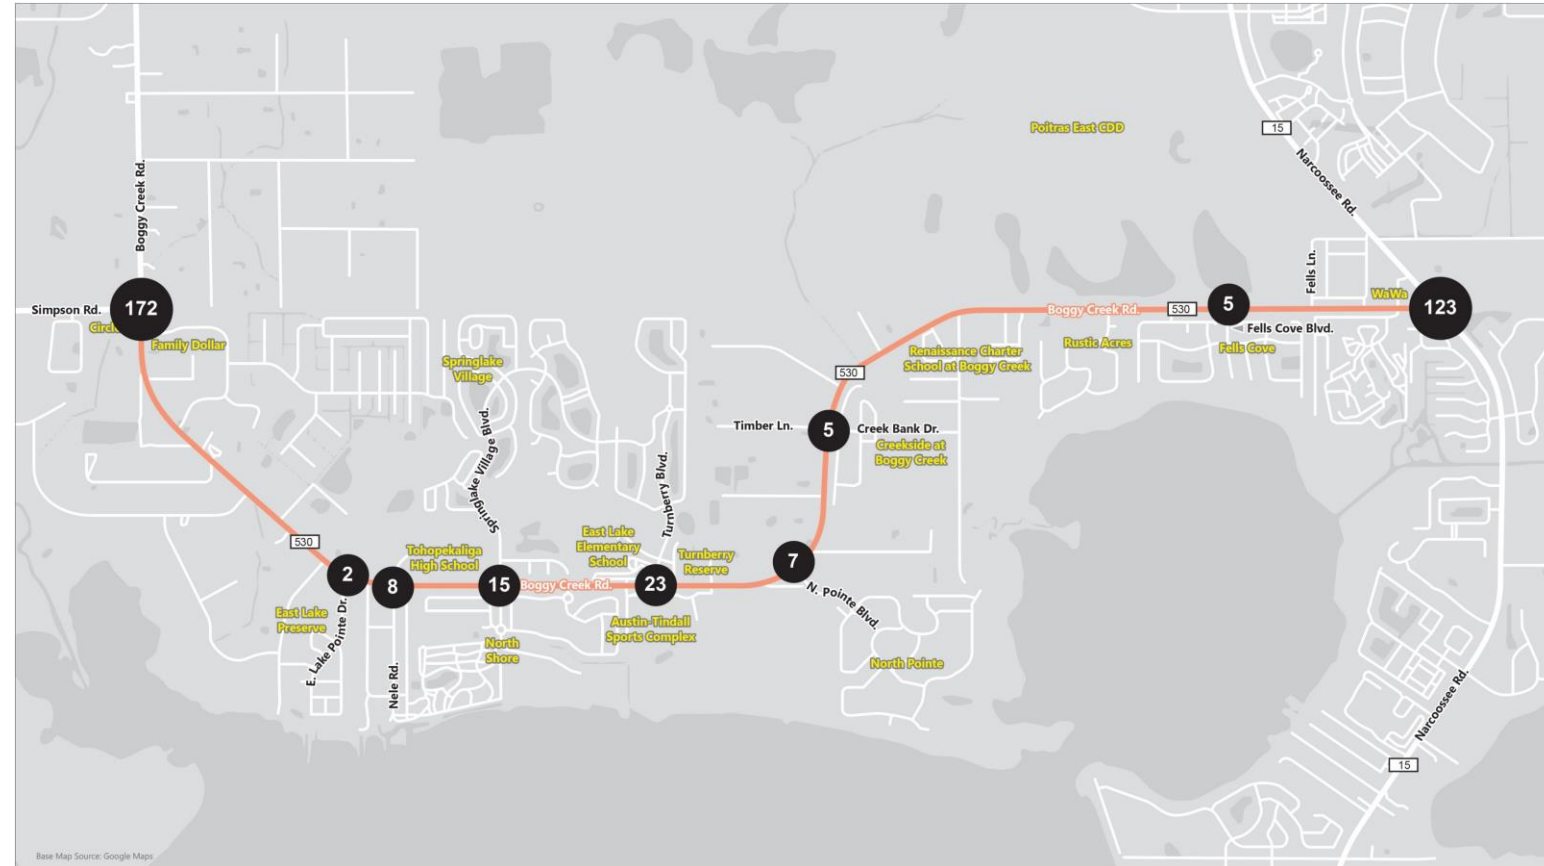 Poitras East CDD
15
Narcoossee Rd.
Boggy Creek Rd.
Simpson Rd.
172
Circle
Family Dollar
Fells Ln.
WaWa
Boggy Creek Rd.
530
5
Fells Cove Blvd.
123
Rustic Acres
Fells Cove
Renaissance Charter
School at Boggy Creek
Springlake
Village
530
Springlake Village Blvd.
Turnberry Blvd.
Timber Ln.
5
Creek Bank Dr.
Creekside at
Boggy Creek
530
Tohopekaliga
High School
East Lake
Elementary
School
Turnberry
Reserve
7
2
8
15
Boggy Creek Rd.
23
N. Pointe Blvd.
East Lake
Preserve
E. Lake Pointe Dr.
Nele Rd.
North
Shore
Austin-Tindall
Sports Complex
North Pointe
Narcoossee Rd.
15
Base Map Source: Google Maps